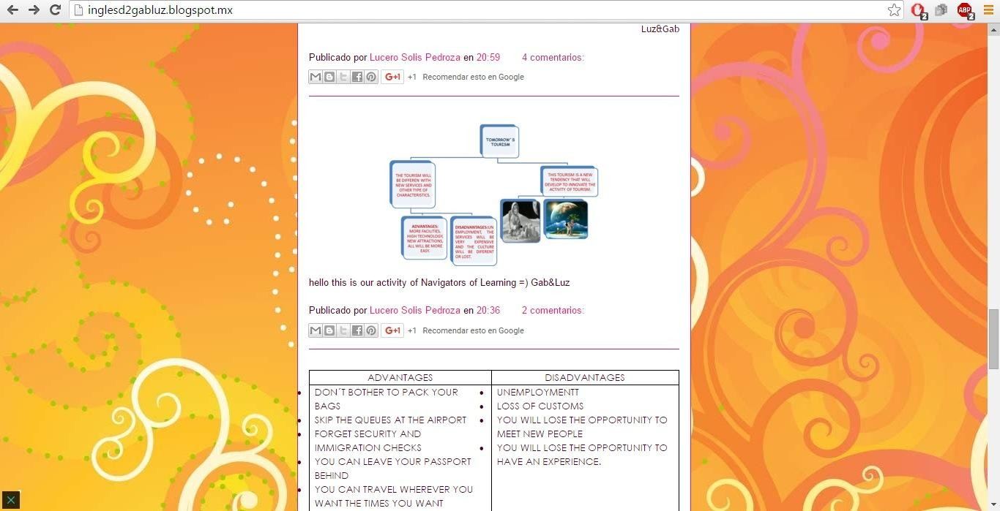 inglesd2gabluz.blogspot.mx
2
ABP
2
Luz&Gab
Publicado por Lucero Solis Pedroza en 20:59 4 comentarios:
G+1 +1 Recomendar esto en Google
TOMORROW´S
TOURISM
THE TOURISM WILL
BE DIFFEREN WITH
NEW SERVICES AND
OTHER TYPE OF
CHARACTERISTICS.
THIS TOURISM IS A NEW
TENDENCY THAT WILL
DEVELOP TO INNOVATE THE
ACTIVITY OF TOURISM.
ADVANTAGES:
MORE FACILITIES,
HIGH TECHNOLOGY,
NEW ATTRACTIONS,
ALL WILL BE MORE
EASY.
DISADVANTAGES:UN
EMPLOYMENT, THE
SERVICES WILL BE
VERY EXPENSIVE
AND THE CULTURE
WILL BE DIFERENT
OR LOST.
hello this is our activity of Navigators of Learning =) Gab&Luz
Publicado por Lucero Solis Pedroza en 20:36 2 comentarios:
G+1 +1 Recomendar esto en Google
ADVANTAGES
DON´T BOTHER TO PACK YOUR
BAGS
SKIP THE QUEUES AT THE AIRPORT
FORGET SECURITY AND
IMMIGRATION CHECKS
YOU CAN LEAVE YOUR PASSPORT
BEHIND
YOU CAN TRAVEL WHEREVER YOU
WANT THE TIMES YOU WANT
DISADVANTAGES
UNEMPLOYMENTT
LOSS OF CUSTOMS
YOU WILL LOSE THE OPPORTUNITY TO
MEET NEW PEOPLE
YOU WILL LOSE THE OPPORTUNITY TO
HAVE AN EXPERIENCE.